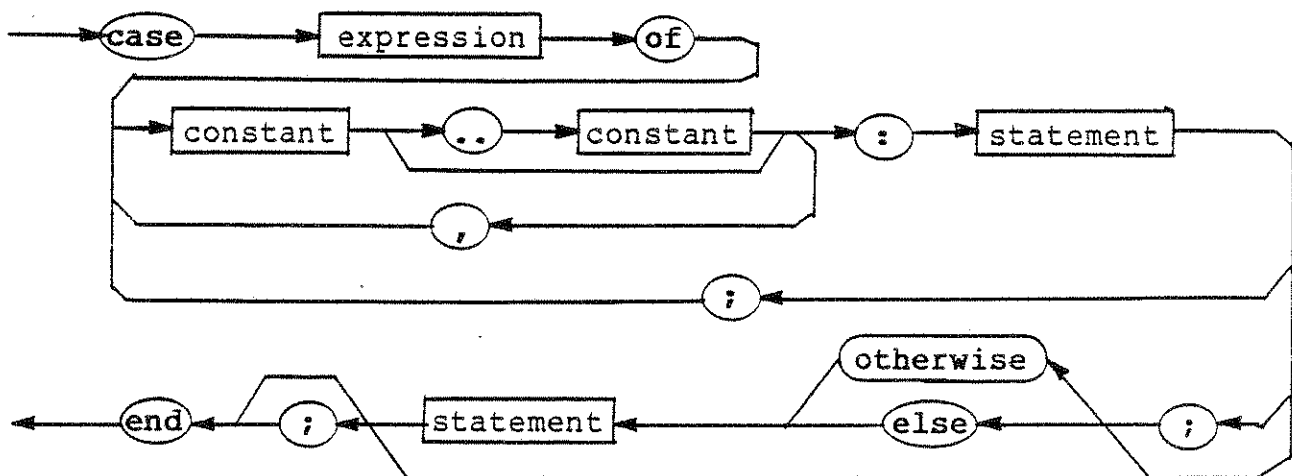 case expression of
constant .. constant : statement
,
;
otherwise
end ; statement else ;